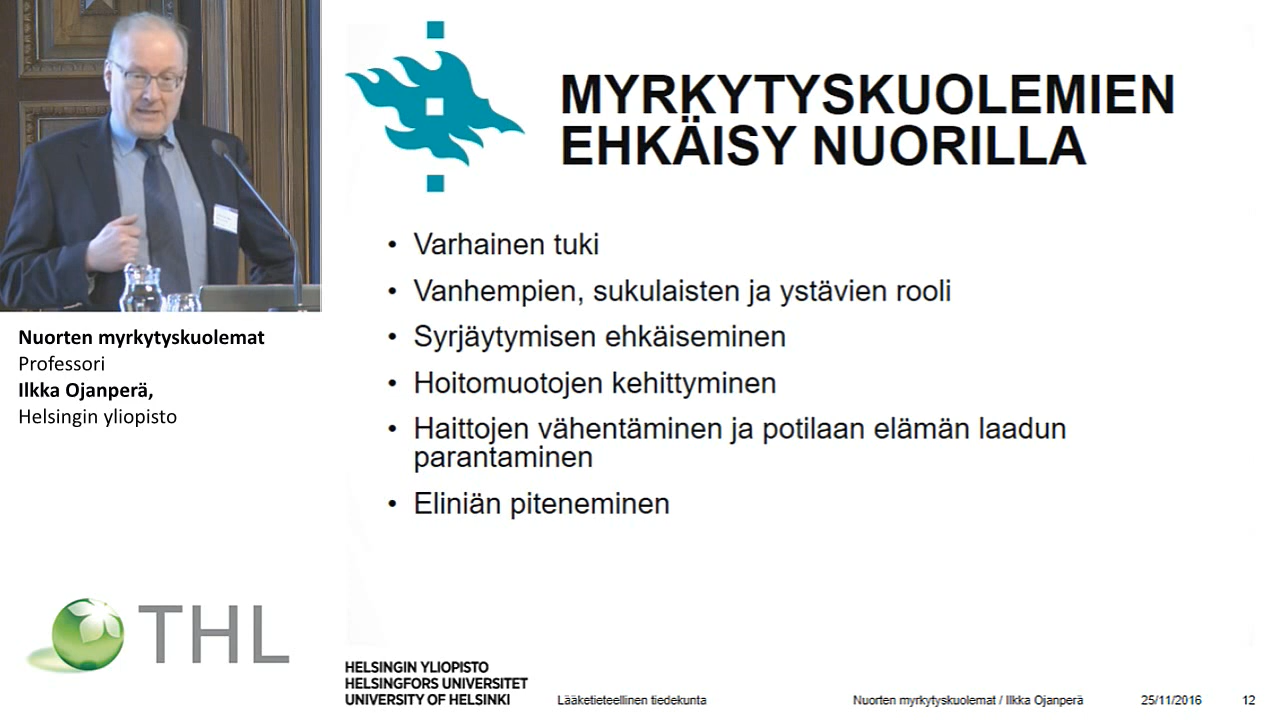 MYRKYTYSKUOLEMIEN
EHKÄISY NUORILLA
• Varhainen tuki
• Vanhempien, sukulaisten ja ystävien rooli
• Syrjäytymisen ehkäiseminen
• Hoitomuotojen kehittyminen
• Haittojen vähentäminen ja potilaan elämän laadun
parantaminen
• Eliniän piteneminen
Nuorten myrkytyskuolemat
Professori
Ilkka Ojanperä,
Helsingin yliopisto
THL
HELSINGIN YLIOPISTO
HELSINGFORS UNIVERSITET
UNIVERSITY OF HELSINKI
Lääketieteellinen tiedekunta
Nuorten myrkytyskuolemat / Ilkka Ojanperä
25/11/2016
12